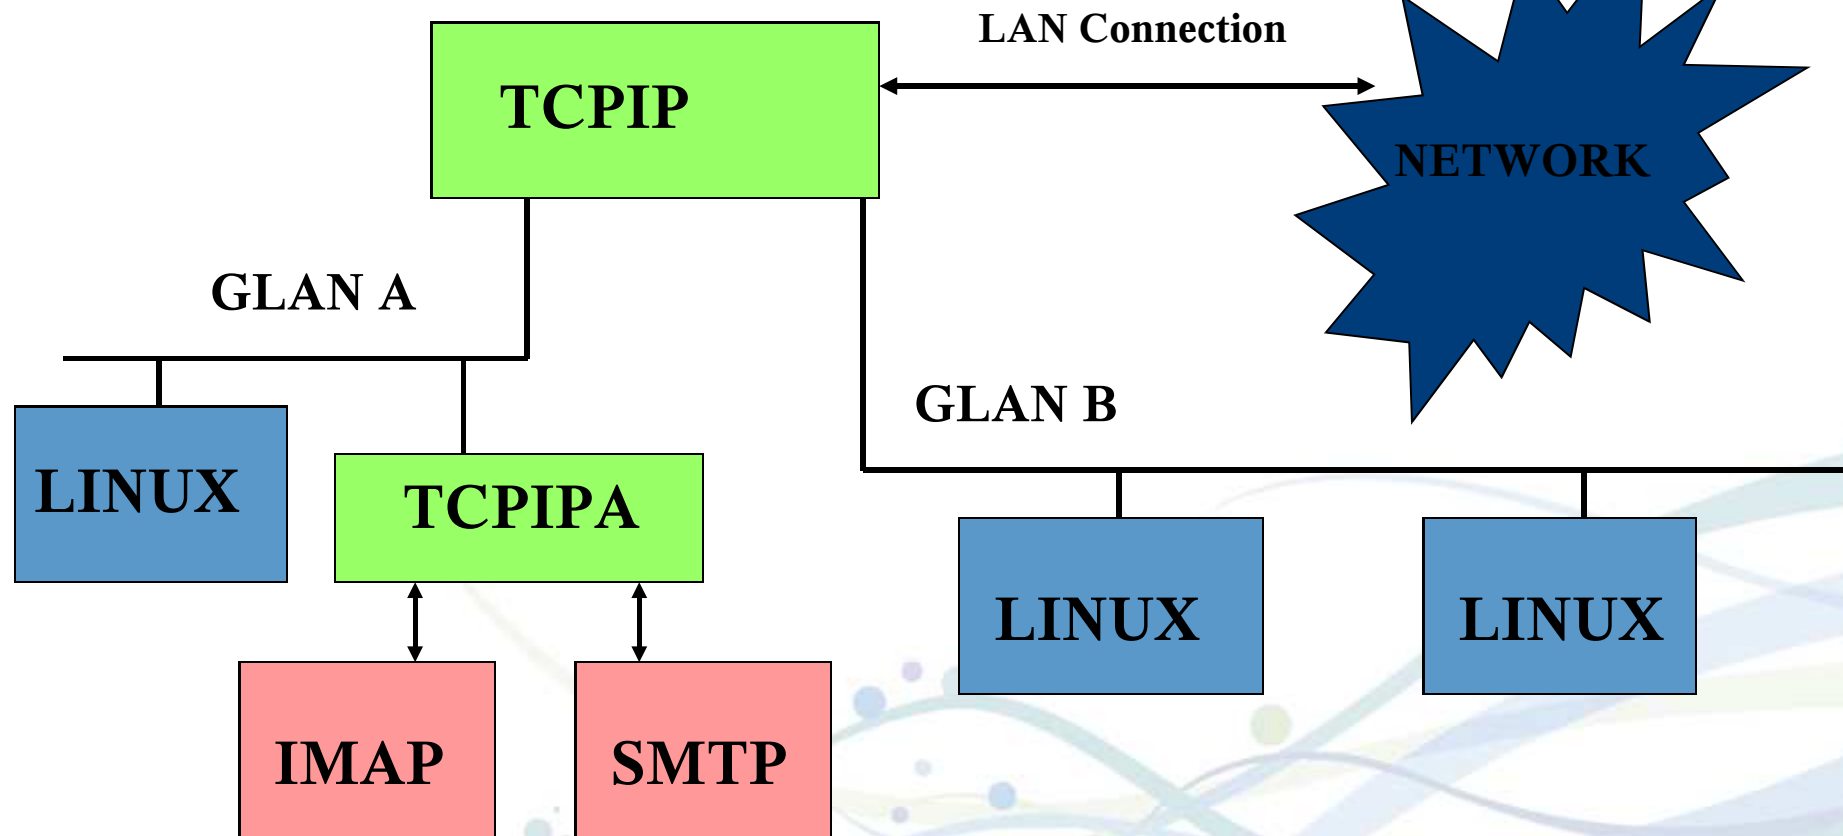 LAN Connection
TCPIP
NETWORK
GLAN A
GLAN B
LINUX
TCPIPA
LINUX
LINUX
IMAP
SMTP